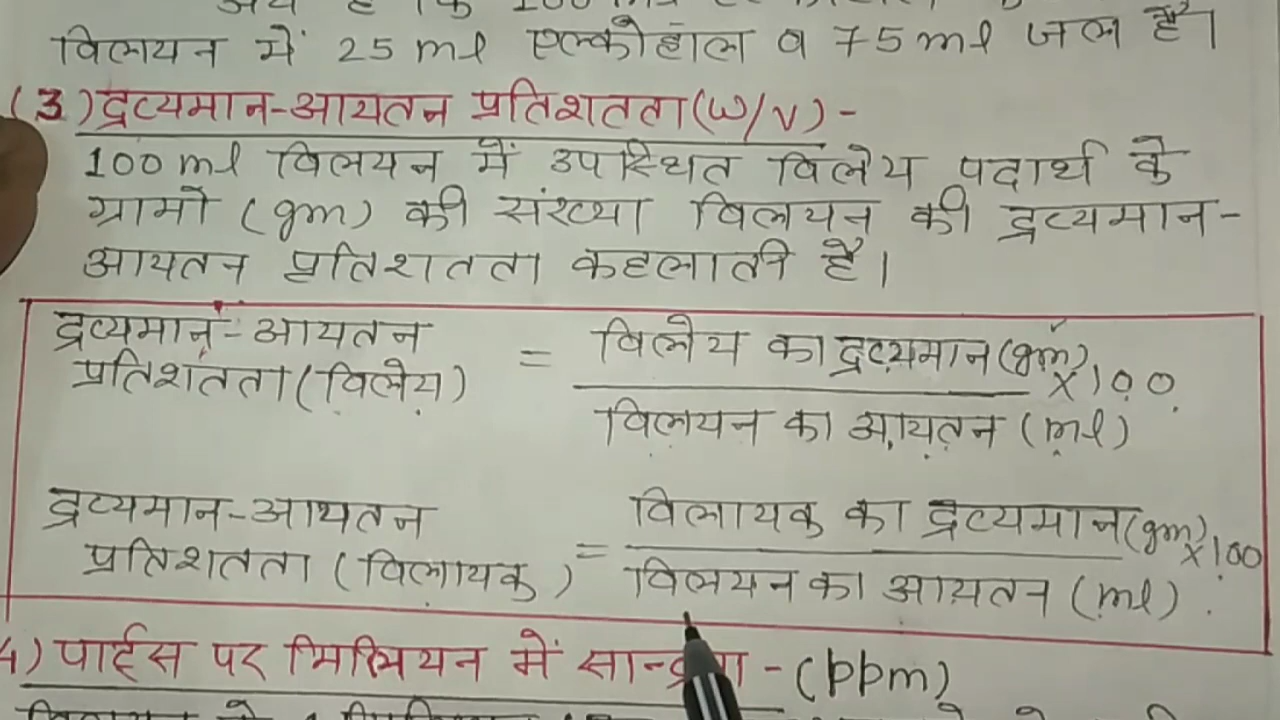 विलयन में 25 ml एल्कोहॉल व 75 ml जल है।
(3) द्रव्यमान-आयतन प्रतिशतता (W/V) -
100 ml विलयन में उपस्थित विलेय पदार्थ के
ग्रामो (gm) की संख्या विलयन की द्रव्यमान-
आयतन प्रतिशतता कहलाती है।
द्रव्यमान-आयतन
प्रतिशतता (विलेय) = विलेय का द्रव्यमान (gm) × 100
विलयन का आयतन (ml)
द्रव्यमान-आयतन
प्रतिशतता (विलायक) = विलायक का द्रव्यमान (gm) × 100
विलयन का आयतन (ml)
4) पार्ट्स पर मिलियन में सान्द्रता - (ppm)